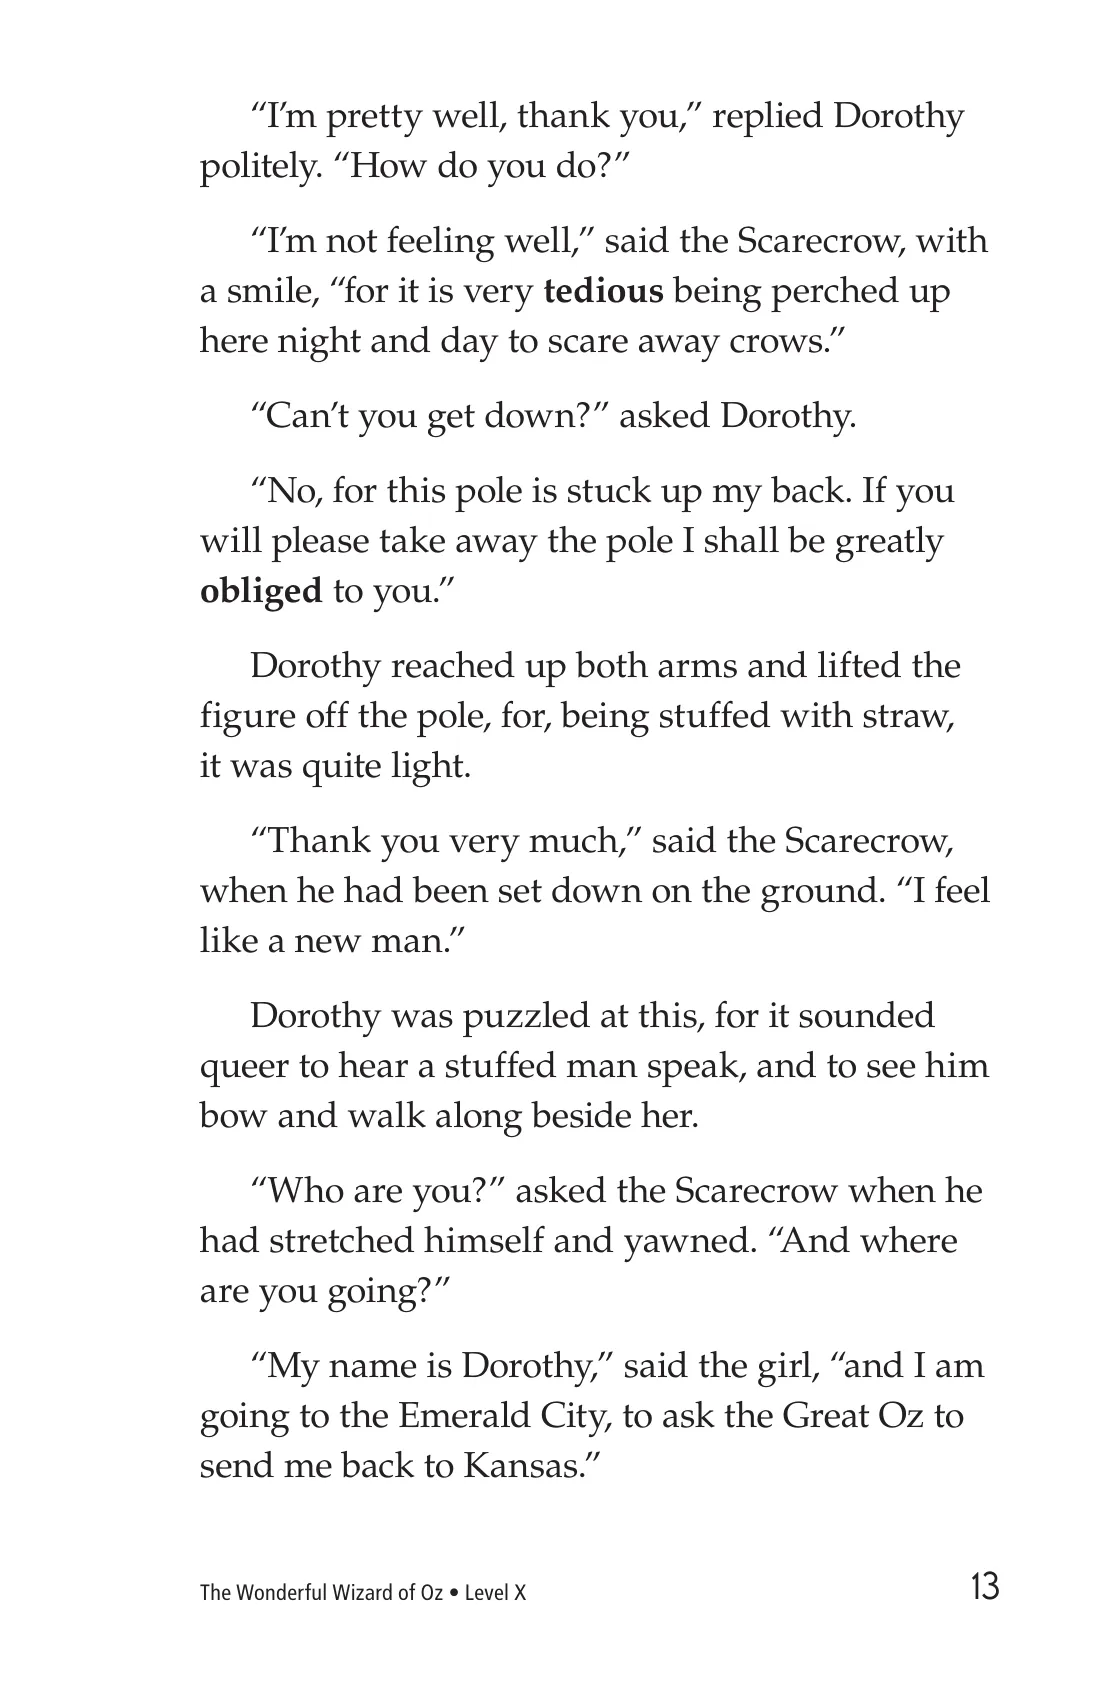 “I’m pretty well, thank you,” replied Dorothy
politely. “How do you do?”
“I’m not feeling well,” said the Scarecrow, with
a smile, “for it is very tedious being perched up
here night and day to scare away crows.”
“Can’t you get down?” asked Dorothy.
“No, for this pole is stuck up my back. If you
will please take away the pole I shall be greatly
obliged to you.”
Dorothy reached up both arms and lifted the
figure off the pole, for, being stuffed with straw,
it was quite light.
“Thank you very much,” said the Scarecrow,
when he had been set down on the ground. “I feel
like a new man.”
Dorothy was puzzled at this, for it sounded
queer to hear a stuffed man speak, and to see him
bow and walk along beside her.
“Who are you?” asked the Scarecrow when he
had stretched himself and yawned. “And where
are you going?”
“My name is Dorothy,” said the girl, “and I am
going to the Emerald City, to ask the Great Oz to
send me back to Kansas.”
The Wonderful Wizard of Oz • Level X 13